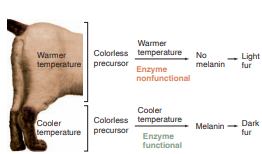 Warmer
temperature
Colorless
precursor
Warmer
temperature
Enzyme
nonfunctional
No
melanin
Light
fur
Cooler
temperature
Colorless
precursor
Cooler
temperature
Enzyme
functional
Melanin
Dark
fur